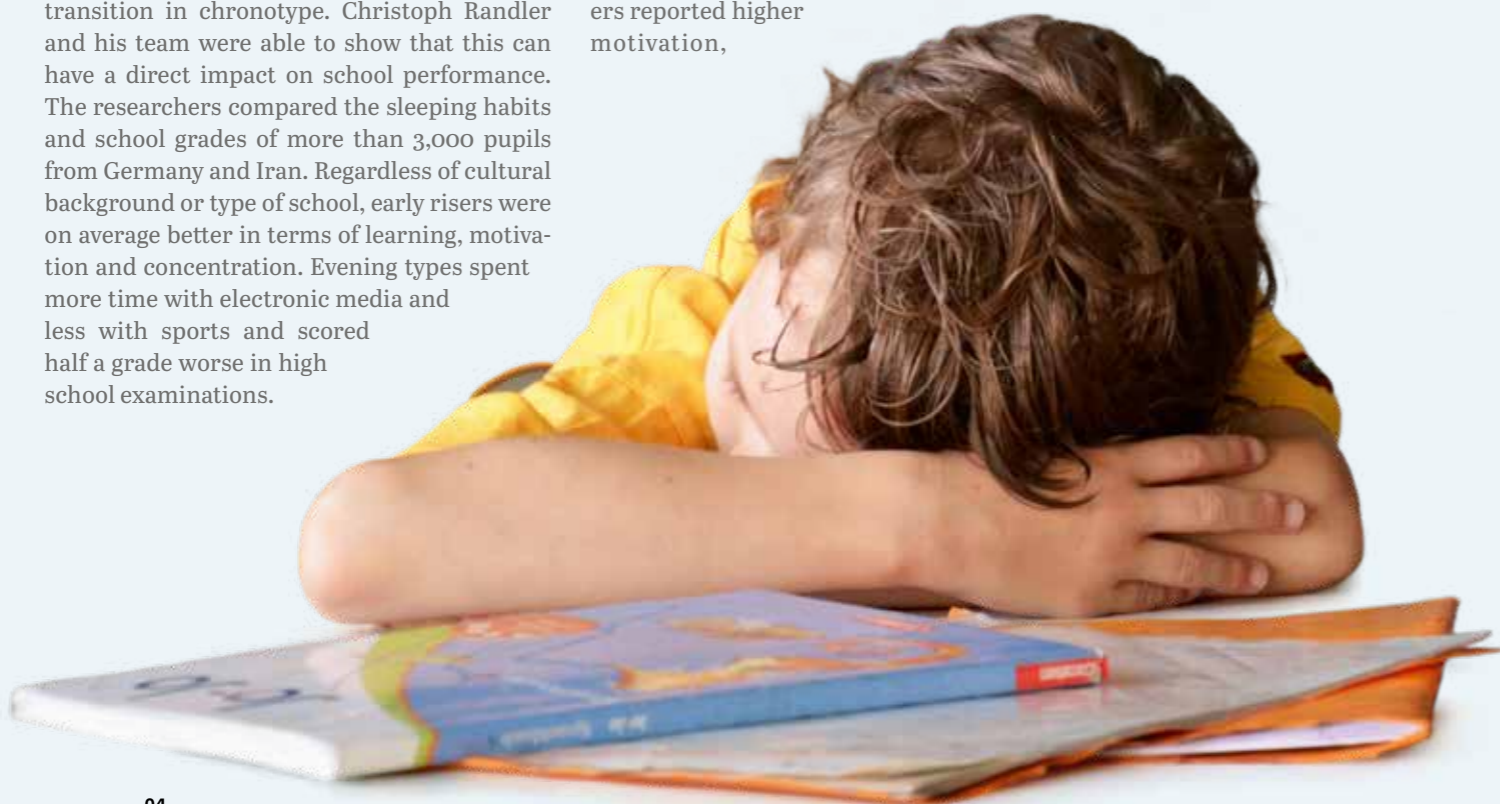 transition in chronotype. Christoph Randler
and his team were able to show that this can
have a direct impact on school performance.
The researchers compared the sleeping habits
and school grades of more than 3,000 pupils
from Germany and Iran. Regardless of cultural
background or type of school, early risers were
on average better in terms of learning, motiva-
tion and concentration. Evening types spent
more time with electronic media and
less with sports and scored
half a grade worse in high
school examinations.
ers reported higher
motivation,